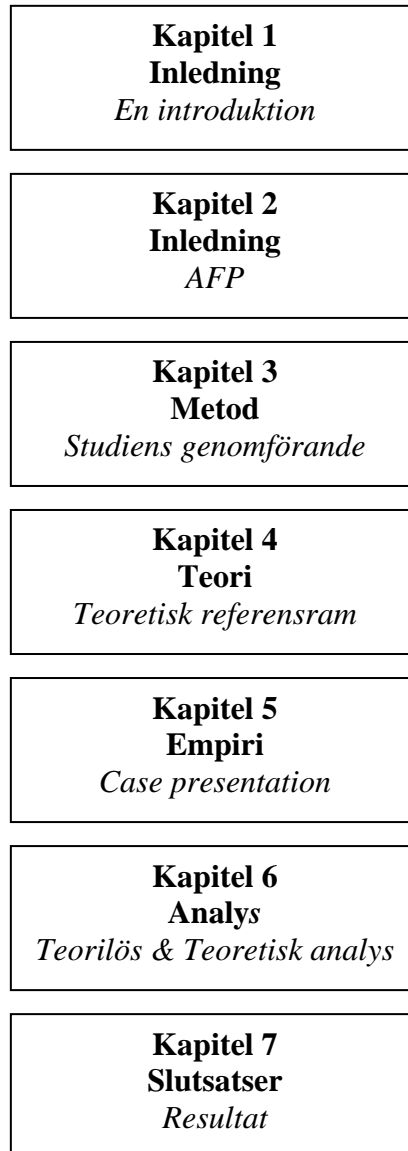 Kapitel 1
Inledning
En introduktion
Kapitel 2
Inledning
AFP
Kapitel 3
Metod
Studiens genomförande
Kapitel 4
Teori
Teoretisk referensram
Kapitel 5
Empiri
Case presentation
Kapitel 6
Analys
Teorilös & Teoretisk analys
Kapitel 7
Slutsatser
Resultat